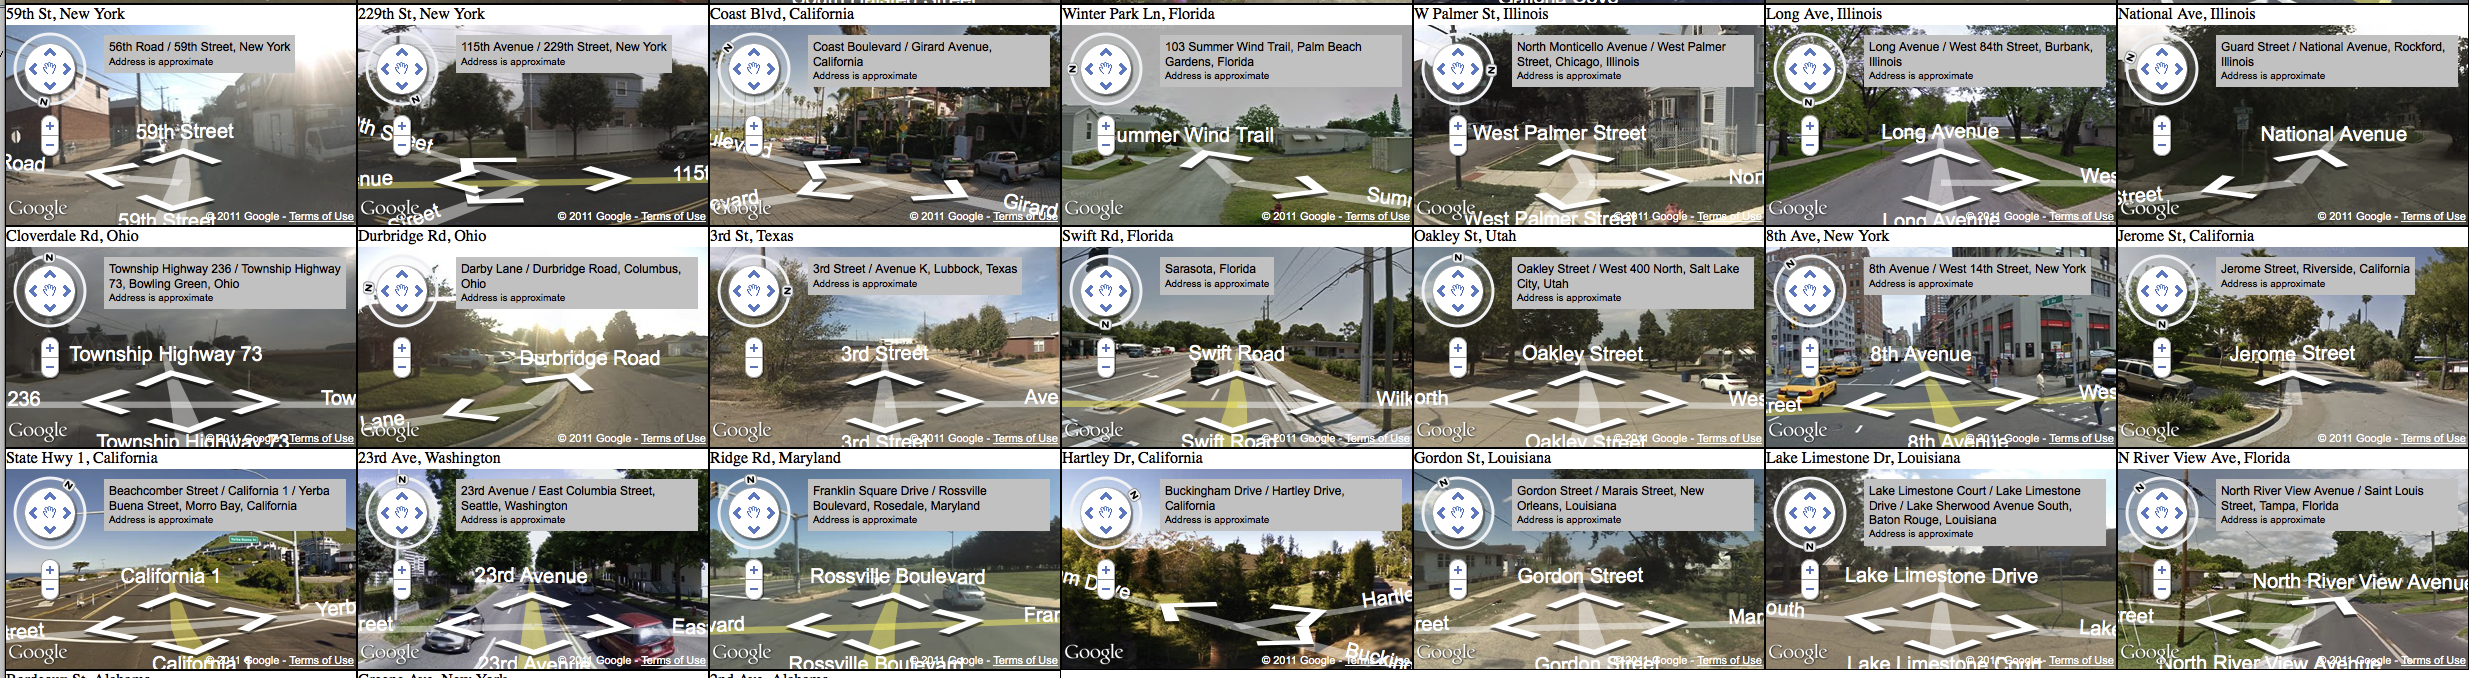 59th St, New York
56th Road / 59th Street, New York
Address is approximate
N
59th Street
Road
59th Street
Google
© 2011 Google - Terms of Use
229th St, New York
115th Avenue / 229th Street, New York
Address is approximate
N
th Street
enue
115t
Street
Google
© 2011 Google - Terms of Use
Coast Blvd, California
Coast Boulevard / Girard Avenue,
California
Address is approximate
N
ulevard
evard
Girard
Google
© 2011 Google - Terms of Use
Winter Park Ln, Florida
103 Summer Wind Trail, Palm Beach
Gardens, Florida
Address is approximate
N
ummer Wind Trail
Summ
Google
© 2011 Google - Terms of Use
W Palmer St, Illinois
North Monticello Avenue / West Palmer
Street, Chicago, Illinois
Address is approximate
N
West Palmer Street
Nort
West Palmer Street
Google
© 2011 Google - Terms of Use
Long Ave, Illinois
Long Avenue / West 84th Street, Burbank,
Illinois
Address is approximate
N
Long Avenue
Wes
Long Avenue
Google
© 2011 Google - Terms of Use
National Ave, Illinois
Guard Street / National Avenue, Rockford,
Illinois
Address is approximate
N
National Avenue
Street
Google
© 2011 Google - Terms of Use
Cloverdale Rd, Ohio
Township Highway 236 / Township Highway
73, Bowling Green, Ohio
Address is approximate
N
Township Highway 73
236
Tow
Township Highway 73
Google
© 2011 Google - Terms of Use
Durbridge Rd, Ohio
Darby Lane / Durbridge Road, Columbus,
Ohio
Address is approximate
N
Durbridge Road
Lane
Google
© 2011 Google - Terms of Use
3rd St, Texas
3rd Street / Avenue K, Lubbock, Texas
Address is approximate
N
3rd Street
Ave
3rd Street
Google
© 2011 Google - Terms of Use
Swift Rd, Florida
Sarasota, Florida
Address is approximate
N
Swift Road
Wilk
Swift Road
Google
© 2011 Google - Terms of Use
Oakley St, Utah
Oakley Street / West 400 North, Salt Lake
City, Utah
Address is approximate
N
Oakley Street
orth
Wes
Oakley Street
Google
© 2011 Google - Terms of Use
8th Ave, New York
8th Avenue / West 14th Street, New York
Address is approximate
N
8th Avenue
reet
Wes
8th Avenue
Google
© 2011 Google - Terms of Use
Jerome St, California
Jerome Street, Riverside, California
Address is approximate
N
Jerome Street
Google
© 2011 Google - Terms of Use
State Hwy 1, California
Beachcomber Street / California 1 / Yerba
Buena Street, Morro Bay, California
Address is approximate
N
California 1
Yerb
treet
California 1
Google
© 2011 Google - Terms of Use
23rd Ave, Washington
23rd Avenue / East Columbia Street,
Seattle, Washington
Address is approximate
N
23rd Avenue
reet
Eas
23rd Avenue
Google
© 2011 Google - Terms of Use
Ridge Rd, Maryland
Franklin Square Drive / Rossville
Boulevard, Rosedale, Maryland
Address is approximate
N
Rossville Boulevard
vard
Fran
Rossville Boulevard
Google
© 2011 Google - Terms of Use
Hartley Dr, California
Buckingham Drive / Hartley Drive,
California
Address is approximate
N
m Drive
Hartle
Bucking
Google
© 2011 Google - Terms of Use
Gordon St, Louisiana
Gordon Street / Marais Street, New
Orleans, Louisiana
Address is approximate
N
Gordon Street
reet
Mar
Gordon Street
Google
© 2011 Google - Terms of Use
Lake Limestone Dr, Louisiana
Lake Limestone Court / Lake Limestone
Drive / Lake Sherwood Avenue South,
Baton Rouge, Louisiana
Address is approximate
N
Lake Limestone Drive
outh
Lake
Lake Limestone Court
Google
© 2011 Google - Terms of Use
N River View Ave, Florida
North River View Avenue / Saint Louis
Street, Tampa, Florida
Address is approximate
N
North River View Avenue
reet
North River View Avenue
Google
© 2011 Google - Terms of Use